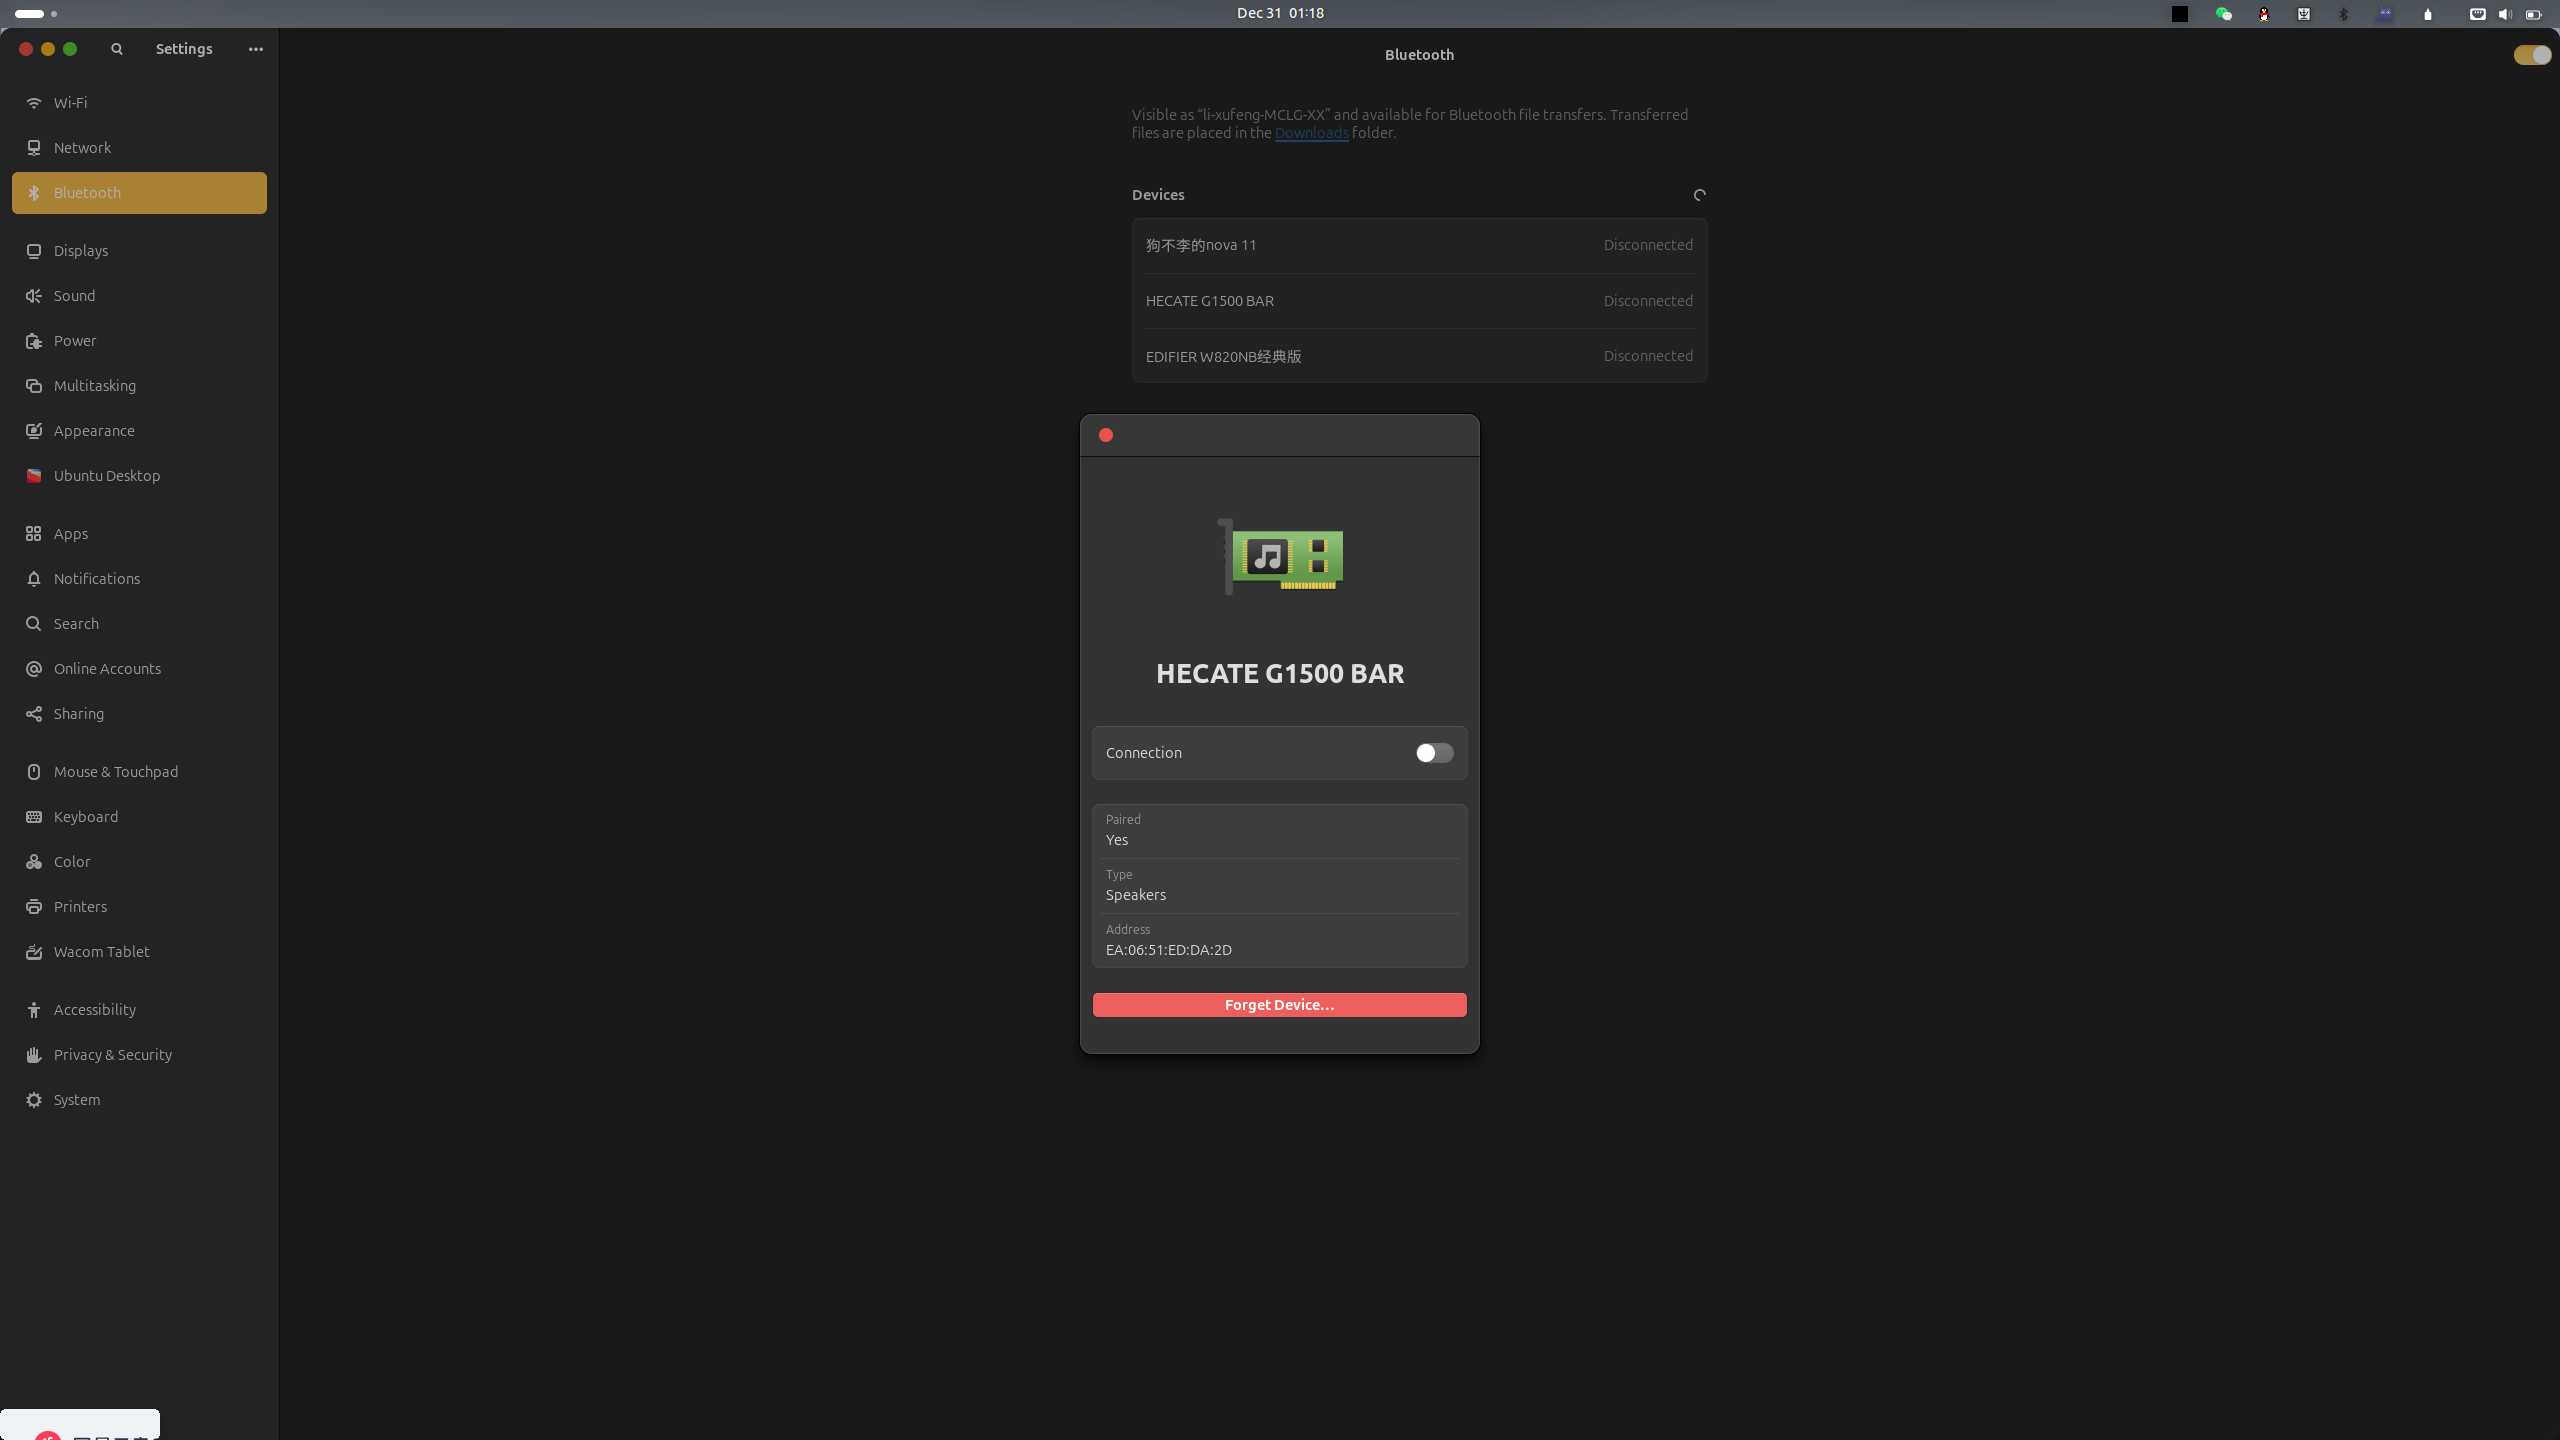 Dec 31 01:18
Settings
Wi-Fi
Network
Bluetooth
Displays
Sound
Power
Multitasking
Appearance
Ubuntu Desktop
Apps
Notifications
Search
Online Accounts
Sharing
Mouse & Touchpad
Keyboard
Color
Printers
Wacom Tablet
Accessibility
Privacy & Security
System
Bluetooth
Visible as “li-xufeng-MCLG-XX” and available for Bluetooth file transfers. Transferred
files are placed in the Downloads folder.
Devices
狗不李的nova 11 Disconnected
HECATE G1500 BAR Disconnected
EDIFIER W820NB经典版 Disconnected
HECATE G1500 BAR
Connection
Paired
Yes
Type
Speakers
Address
EA:06:51:ED:DA:2D
Forget Device…